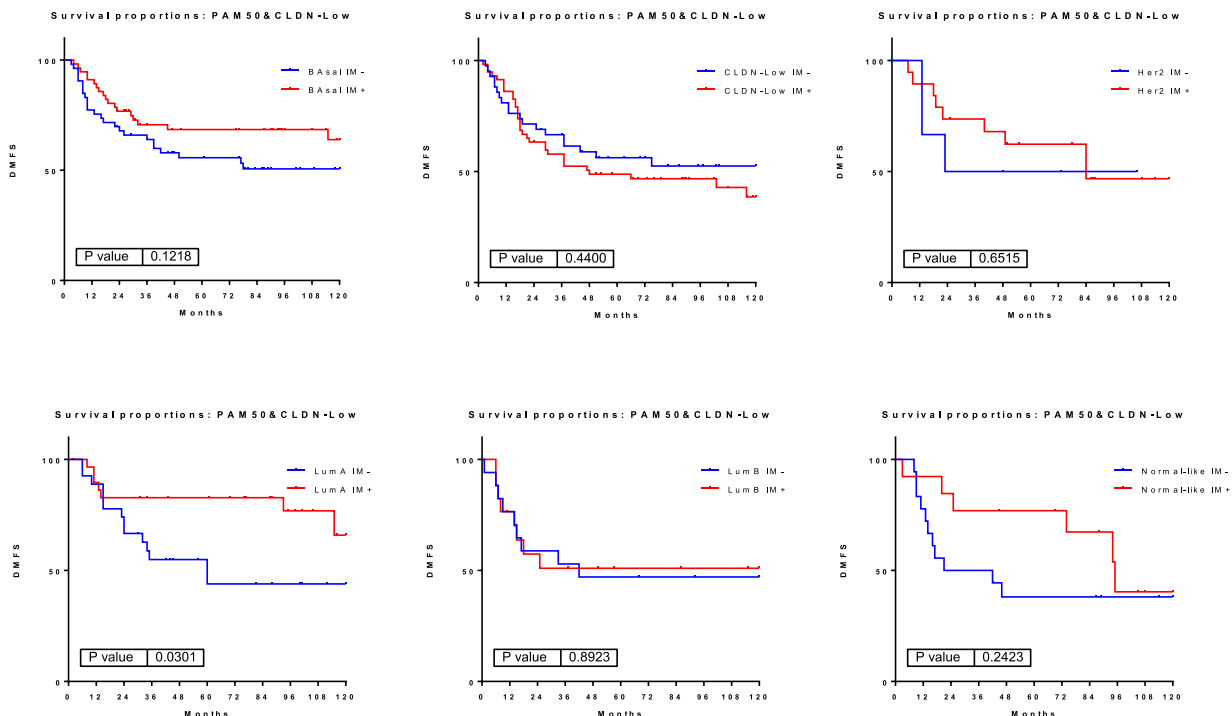 Survival proportions: PAM50&CLDN-Low
100
50
0
DMFS
BAsal IM-
BAsal IM+
P value 0.1218
0 12 24 36 48 60 72 84 96 108 120
Months
Survival proportions: PAM50&CLDN-Low
100
50
0
DMFS
CLDN-Low IM-
CLDN-Low IM+
P value 0.4400
0 12 24 36 48 60 72 84 96 108 120
Months
Survival proportions: PAM50&CLDN-Low
100
50
0
DMFS
Her2 IM-
Her2 IM+
P value 0.6515
0 12 24 36 48 60 72 84 96 108 120
Months
Survival proportions: PAM50&CLDN-Low
100
50
0
DMFS
LumA IM-
LumA IM+
P value 0.0301
0 12 24 36 48 60 72 84 96 108 120
Months
Survival proportions: PAM50&CLDN-Low
100
50
0
DMFS
LumB IM-
LumB IM+
P value 0.8923
0 12 24 36 48 60 72 84 96 108 120
Months
Survival proportions: PAM50&CLDN-Low
100
50
0
DMFS
Normal-like IM-
Normal-like IM+
P value 0.2423
0 12 24 36 48 60 72 84 96 108 120
Months